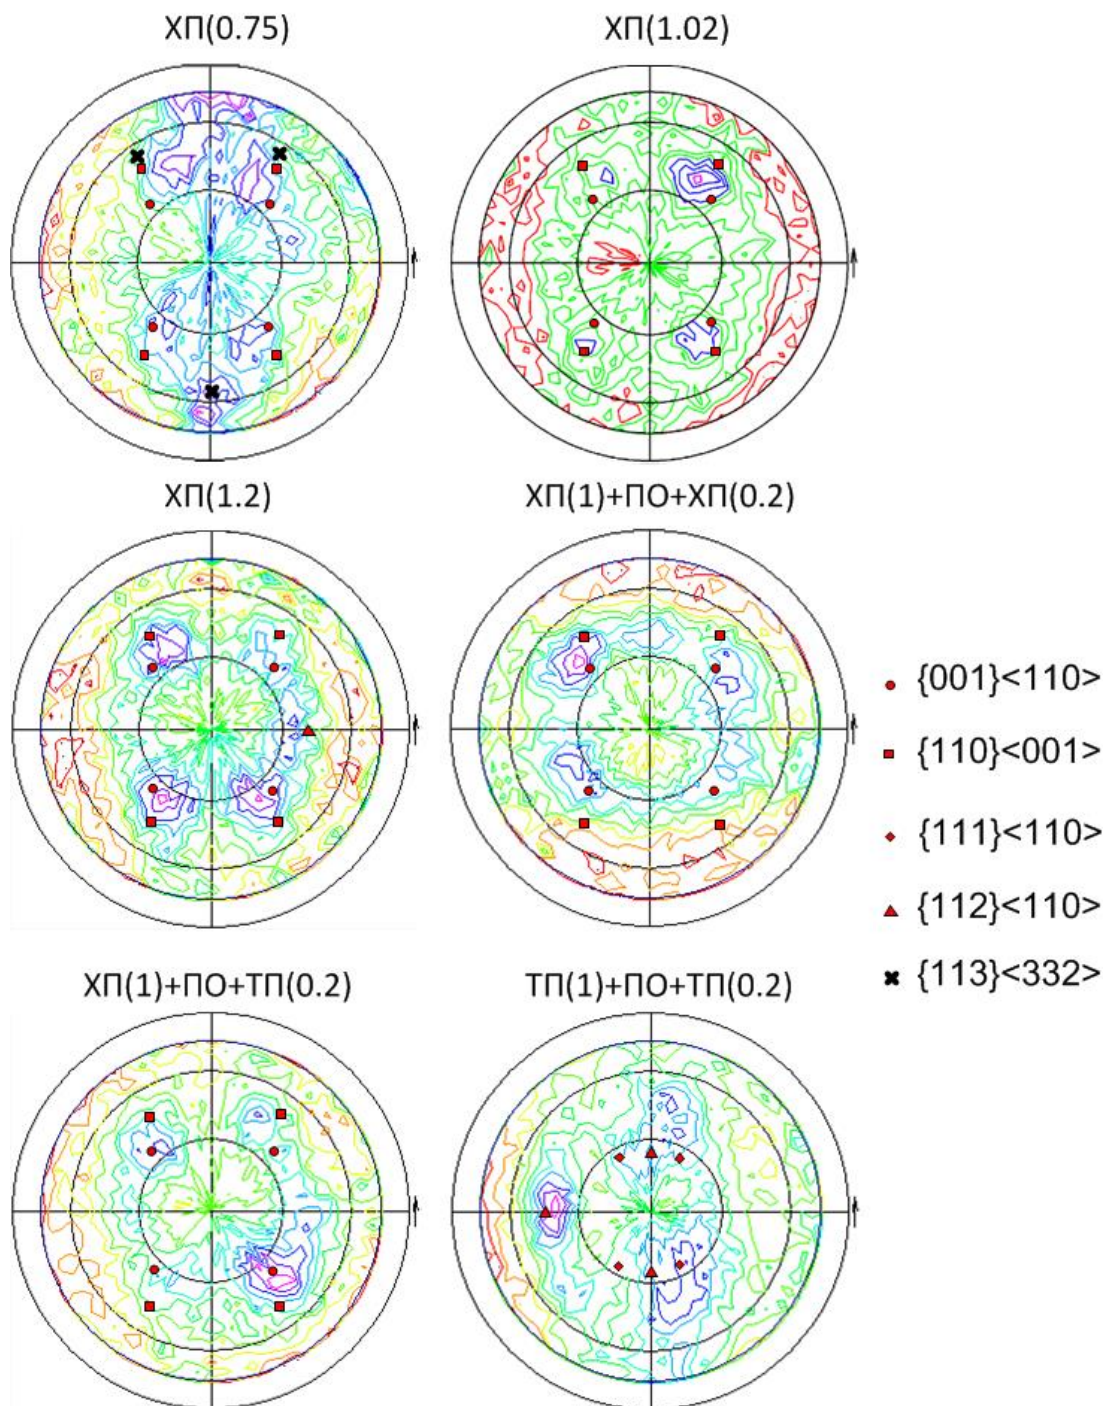 ХП(0.75)
ХП(1.02)
ХП(1.2)
ХП(1)+ПО+ХП(0.2)
{001}<110>
{110}<001>
{111}<110>
{112}<110>
{113}<332>
ХП(1)+ПО+ТП(0.2)
ТП(1)+ПО+ТП(0.2)